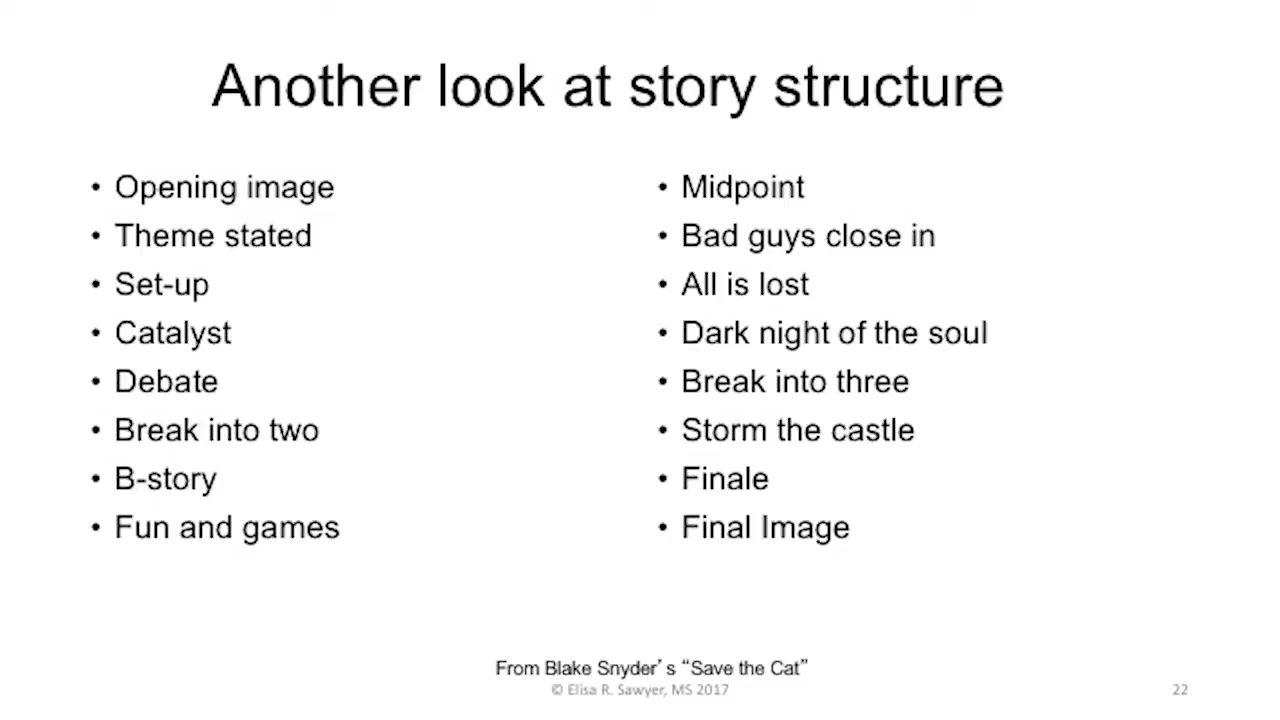 Another look at story structure
• Opening image
• Theme stated
• Set-up
• Catalyst
• Debate
• Break into two
• B-story
• Fun and games
• Midpoint
• Bad guys close in
• All is lost
• Dark night of the soul
• Break into three
• Storm the castle
• Finale
• Final Image
From Blake Snyder’s “Save the Cat”
© Elisa R. Sawyer, MS 2017
22